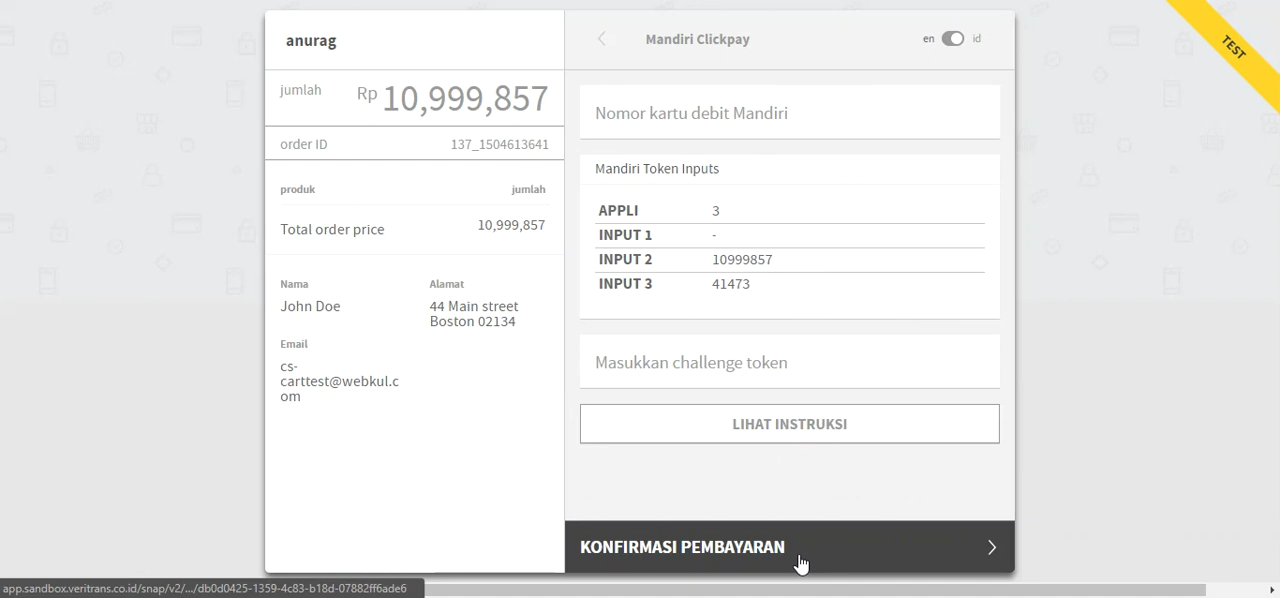 anurag
jumlah Rp 10,999,857
order ID 137_1504613641
produk jumlah
Total order price 10,999,857
Nama Alamat
John Doe 44 Main street
Boston 02134
Email
cs-
carttest@webkul.c
om
Mandiri Clickpay en id
Nomor kartu debit Mandiri
Mandiri Token Inputs
APPLI 3
INPUT 1 -
INPUT 2 10999857
INPUT 3 41473
Masukkan challenge token
LIHAT INSTRUKSI
KONFIRMASI PEMBAYARAN
TEST
app.sandbox.veritrans.co.id/snap/v2/.../db0d0425-1359-4c83-b18d-07882ff6ade6